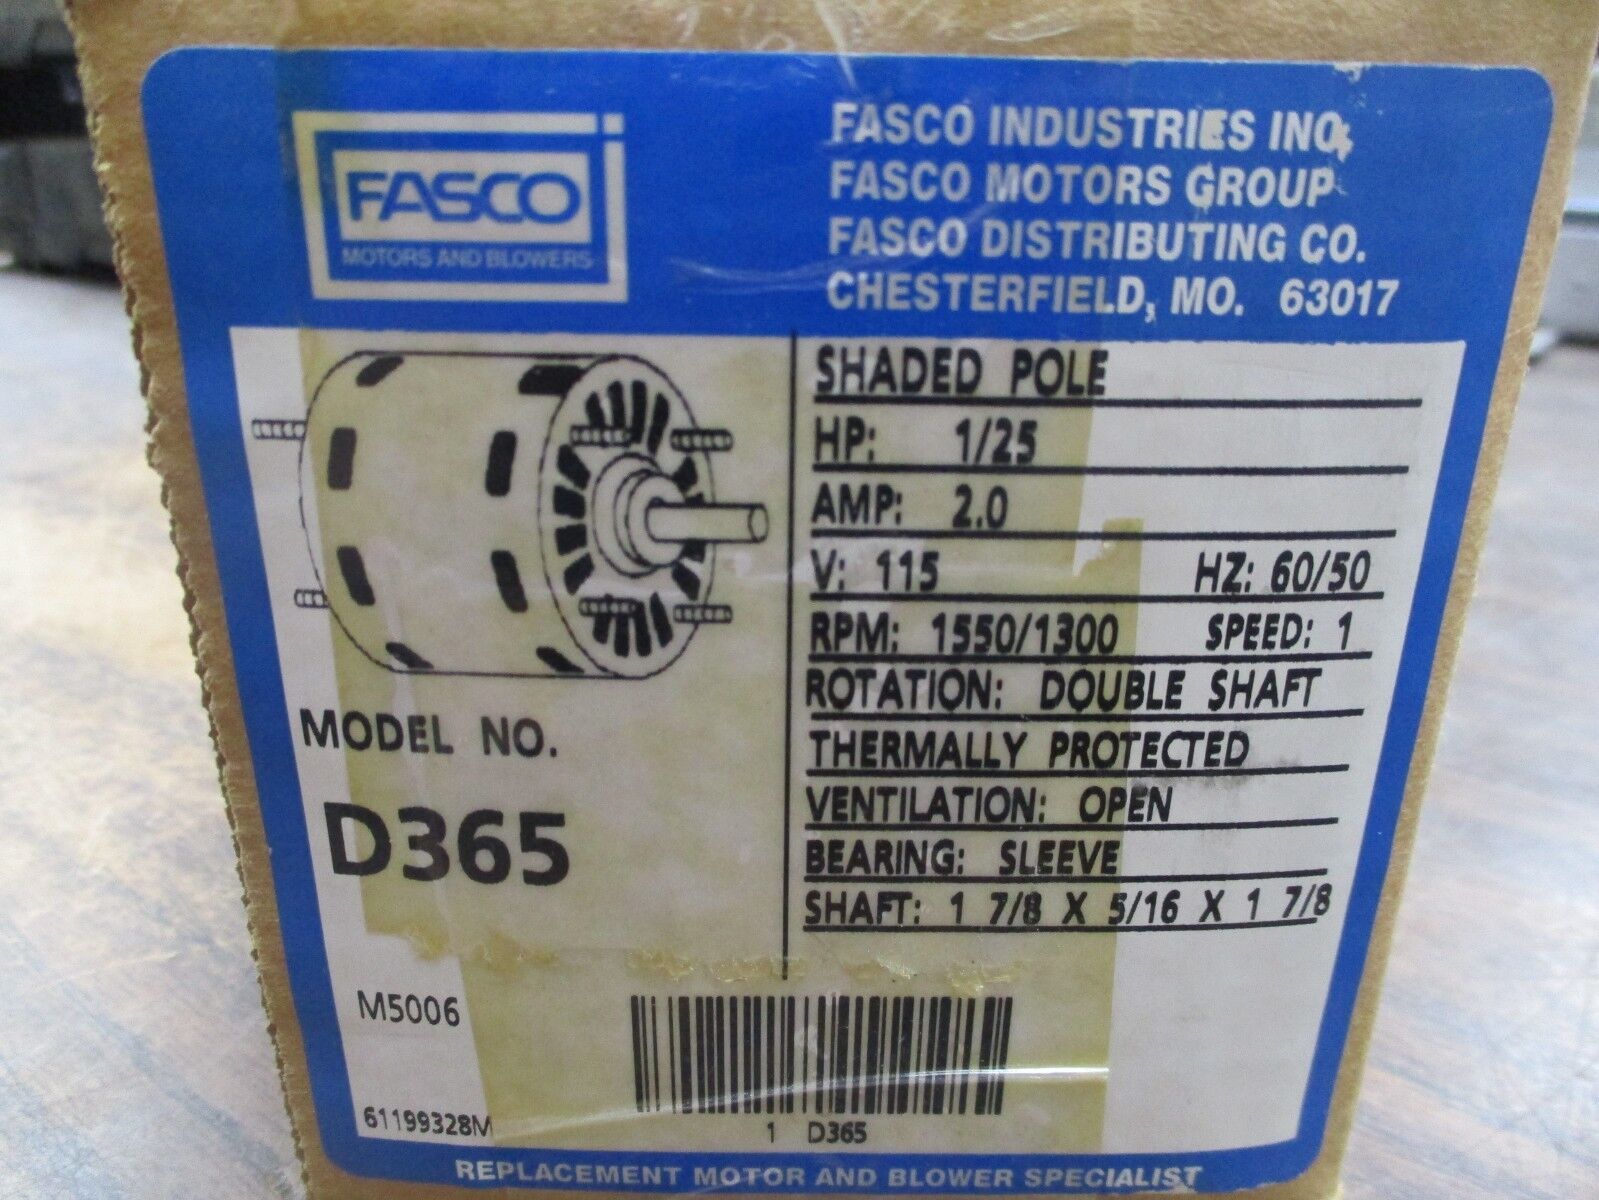 FASCO
MOTORS AND BLOWERS
FASCO INDUSTRIES INC.
FASCO MOTORS GROUP
FASCO DISTRIBUTING CO.
CHESTERFIELD, MO. 63017
SHADED POLE
HP: 1/25
AMP: 2.0
V: 115 HZ: 60/50
RPM: 1550/1300 SPEED: 1
ROTATION: DOUBLE SHAFT
THERMALLY PROTECTED
VENTILATION: OPEN
BEARING: SLEEVE
SHAFT: 1 7/8 X 5/16 X 1 7/8
MODEL NO.
D365
M5006
61199328M
1 D365
REPLACEMENT MOTOR AND BLOWER SPECIALIST